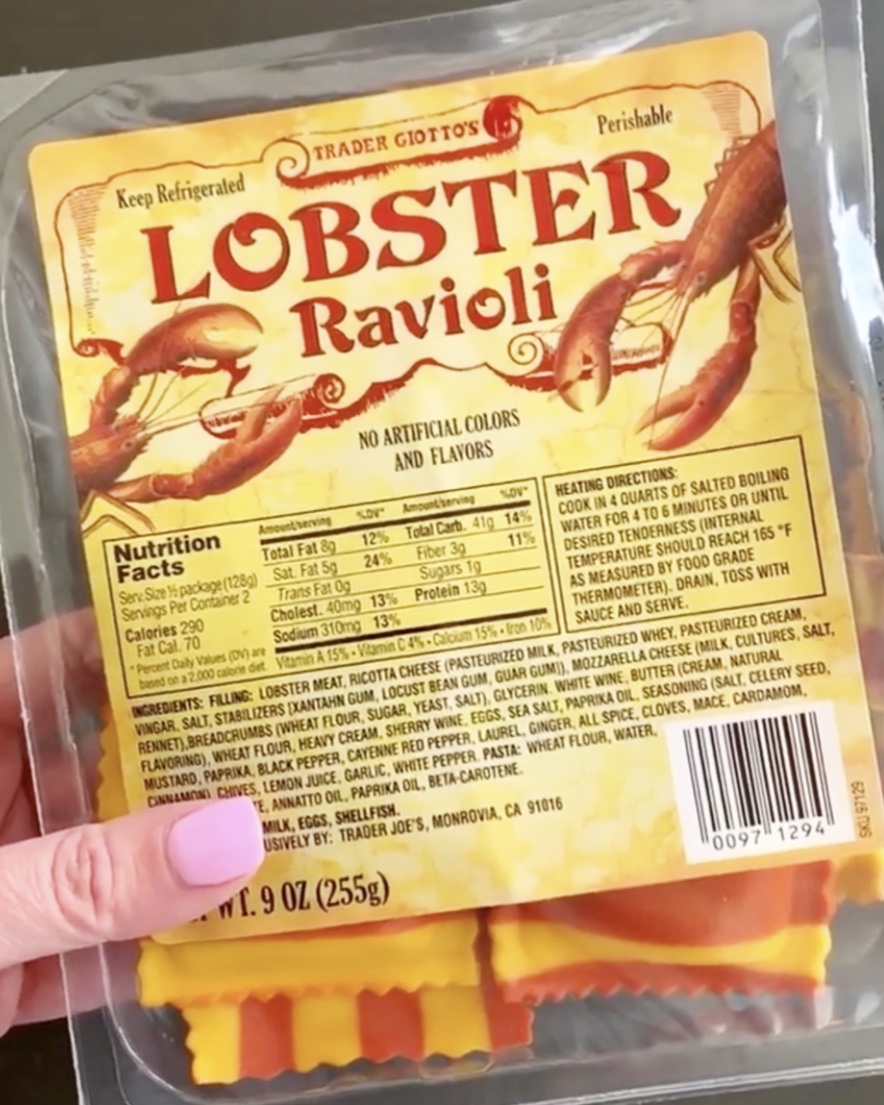 TRADER GIOTTO'S
Keep Refrigerated
Perishable
LOBSTER
Ravioli
NO ARTIFICIAL COLORS
AND FLAVORS
Nutrition
Facts
Serv. Size ½ package (128g)
Servings Per Container 2
Calories 290
Fat Cal. 70
* Percent Daily Values (DV) are
based on a 2,000 calorie diet.
Amount/serving %DV* Amount/serving %DV*
Total Fat 8g 12% Total Carb. 41g 14%
Sat. Fat 5g 24% Fiber 3g 11%
Trans Fat 0g Sugars 1g
Cholest. 40mg 13% Protein 13g
Sodium 310mg 13%
Vitamin A 15% • Vitamin C 4% • Calcium 15% • Iron 10%
HEATING DIRECTIONS:
COOK IN 4 QUARTS OF SALTED BOILING
WATER FOR 4 TO 6 MINUTES OR UNTIL
DESIRED TENDERNESS (INTERNAL
TEMPERATURE SHOULD REACH 165 °F
AS MEASURED BY FOOD GRADE
THERMOMETER). DRAIN, TOSS WITH
SAUCE AND SERVE.
INGREDIENTS: FILLING: LOBSTER MEAT, RICOTTA CHEESE (PASTEURIZED MILK, PASTEURIZED WHEY, PASTEURIZED CREAM,
VINGAR, SALT, STABILIZERS [XANTAHN GUM, LOCUST BEAN GUM, GUAR GUM]), MOZZARELLA CHEESE (MILK, CULTURES, SALT,
RENNET), BREADCRUMBS (WHEAT FLOUR, SUGAR, YEAST, SALT), GLYCERIN, WHITE WINE, BUTTER (CREAM, NATURAL
FLAVORING), WHEAT FLOUR, HEAVY CREAM, SHERRY WINE, EGGS, SEA SALT, PAPRIKA OIL, SEASONING (SALT, CELERY SEED,
MUSTARD, PAPRIKA, BLACK PEPPER, CAYENNE RED PEPPER, LAUREL, GINGER, ALL SPICE, CLOVES, MACE, CARDAMOM,
CINNAMON), CHIVES, LEMON JUICE, GARLIC, WHITE PEPPER. PASTA: WHEAT FLOUR, WATER,
ANNATTO OIL, PAPRIKA OIL, BETA-CAROTENE.
MILK, EGGS, SHELLFISH.
BY: TRADER JOE'S, MONROVIA, CA 91016
WT. 9 OZ (255g)
0097 1294
SKU 97129